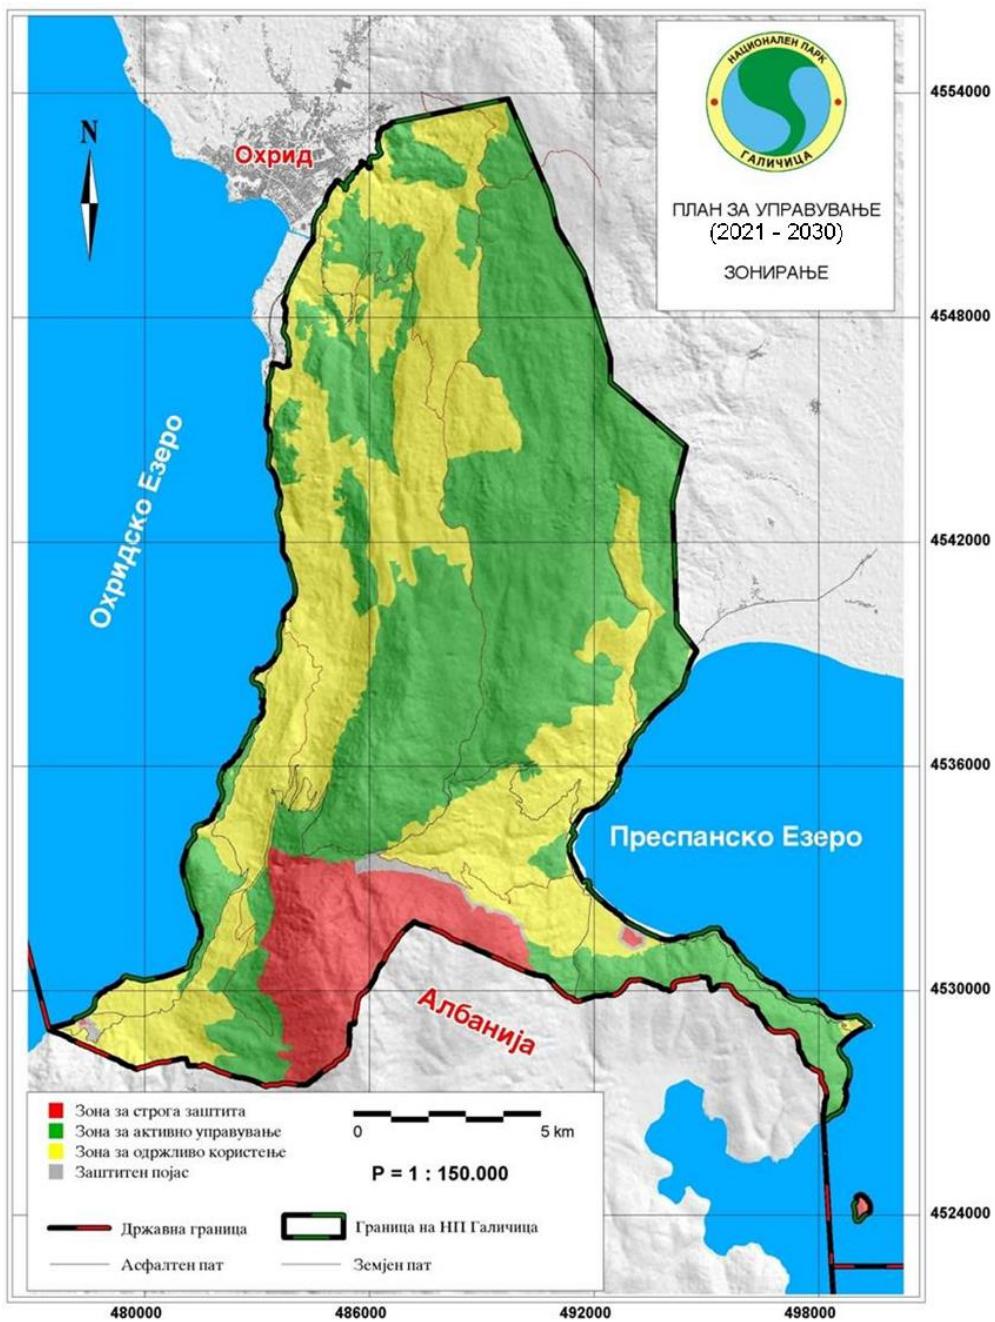 НАЦИОНАЛЕН ПАРК
ГАЛИЧИЦА
ПЛАН ЗА УПРАВУВАЊЕ
(2021 - 2030)
ЗОНИРАЊЕ
N
Охрид
Охридско Езеро
Преспанско Езеро
Албанија
4554000
4548000
4542000
4536000
4530000
4524000
Зона за строга заштита
Зона за активно управување
Зона за одржливо користење
Заштитен појас
0 5 km
Р = 1 : 150.000
Државна граница
Граница на НП Галичица
Асфалтен пат
Земјен пат
480000 486000 492000 498000